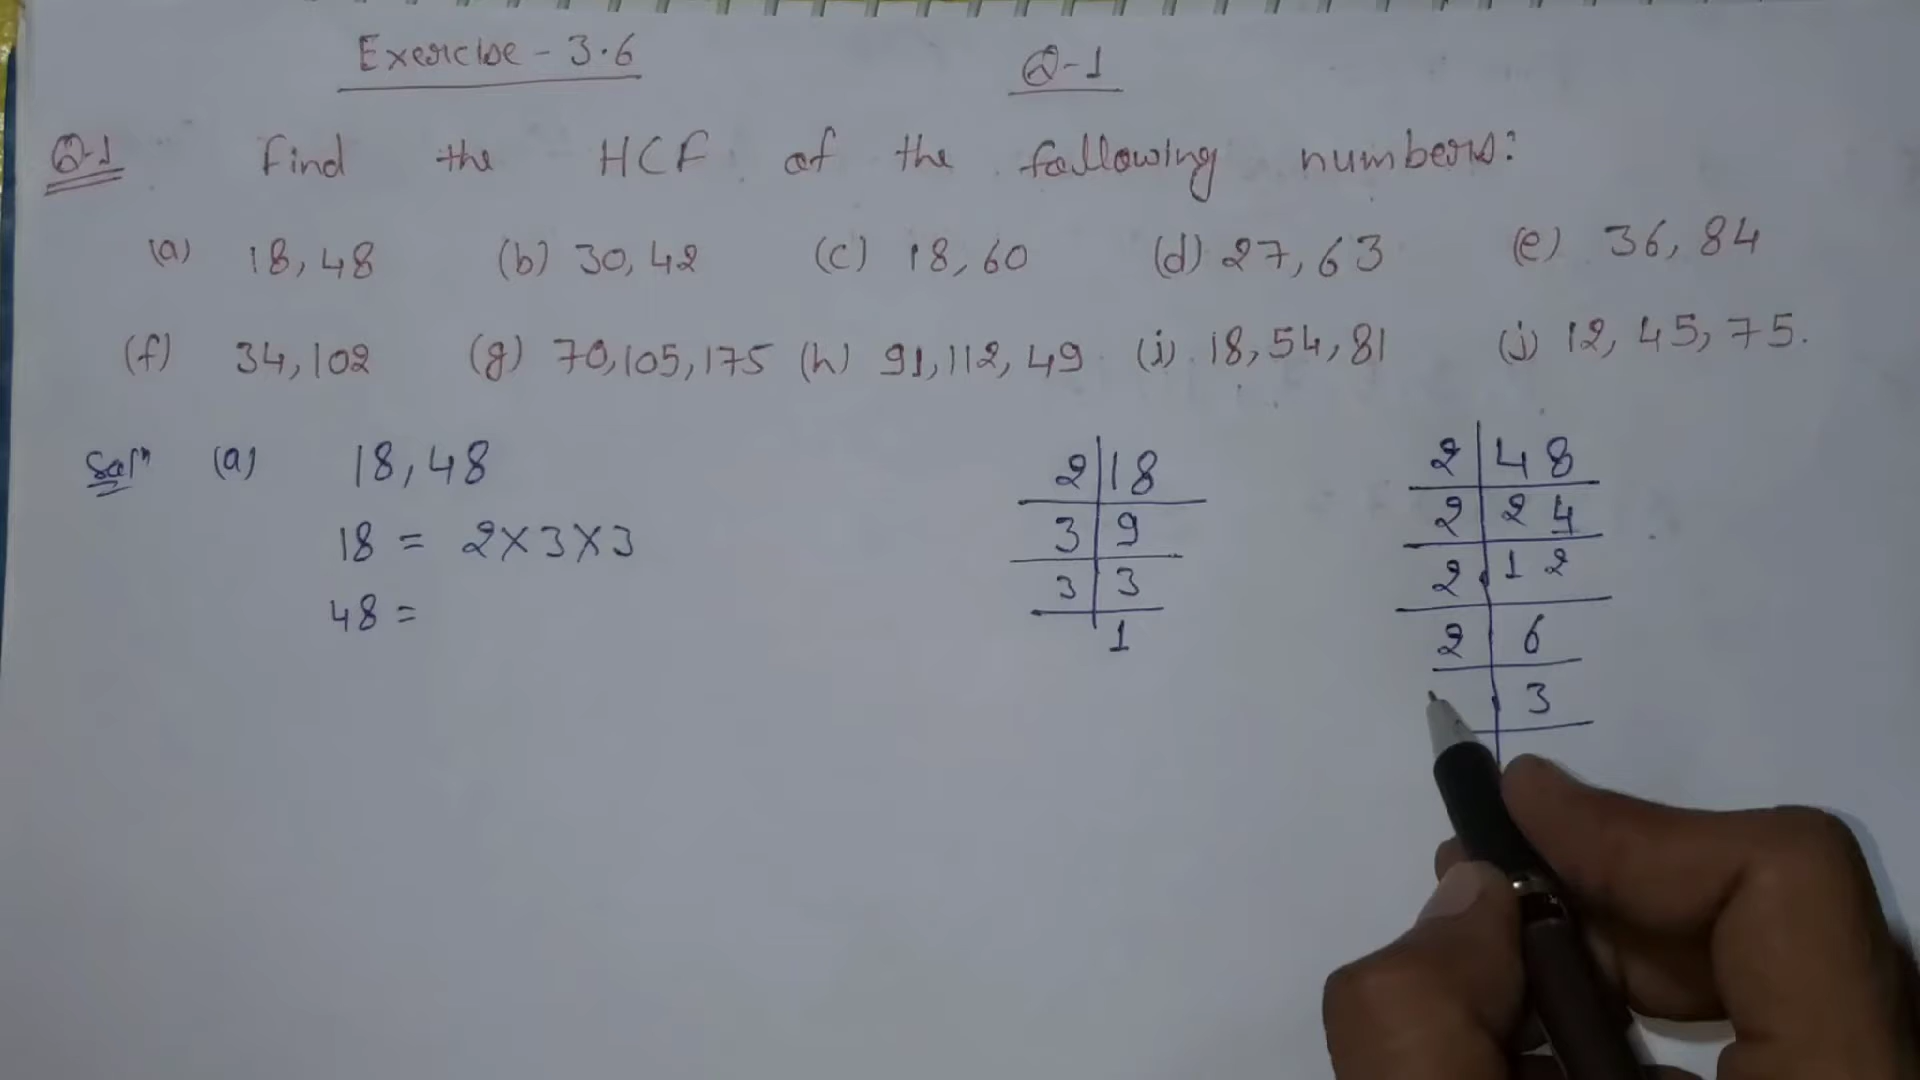 Exercise - 3.6 Q-1
Q-1 Find the HCF of the following numbers:
(a) 18, 48 (b) 30, 42 (c) 18, 60 (d) 27, 63 (e) 36, 84
(f) 34, 102 (g) 70, 105, 175 (h) 91, 112, 49 (i) 18, 54, 81 (j) 12, 45, 75.
Solⁿ (a) 18, 48
18 = 2×3×3
48 =
2 | 18
3 | 9
3 | 3
1
2 | 48
2 | 24
2 | 12
2 | 6
3